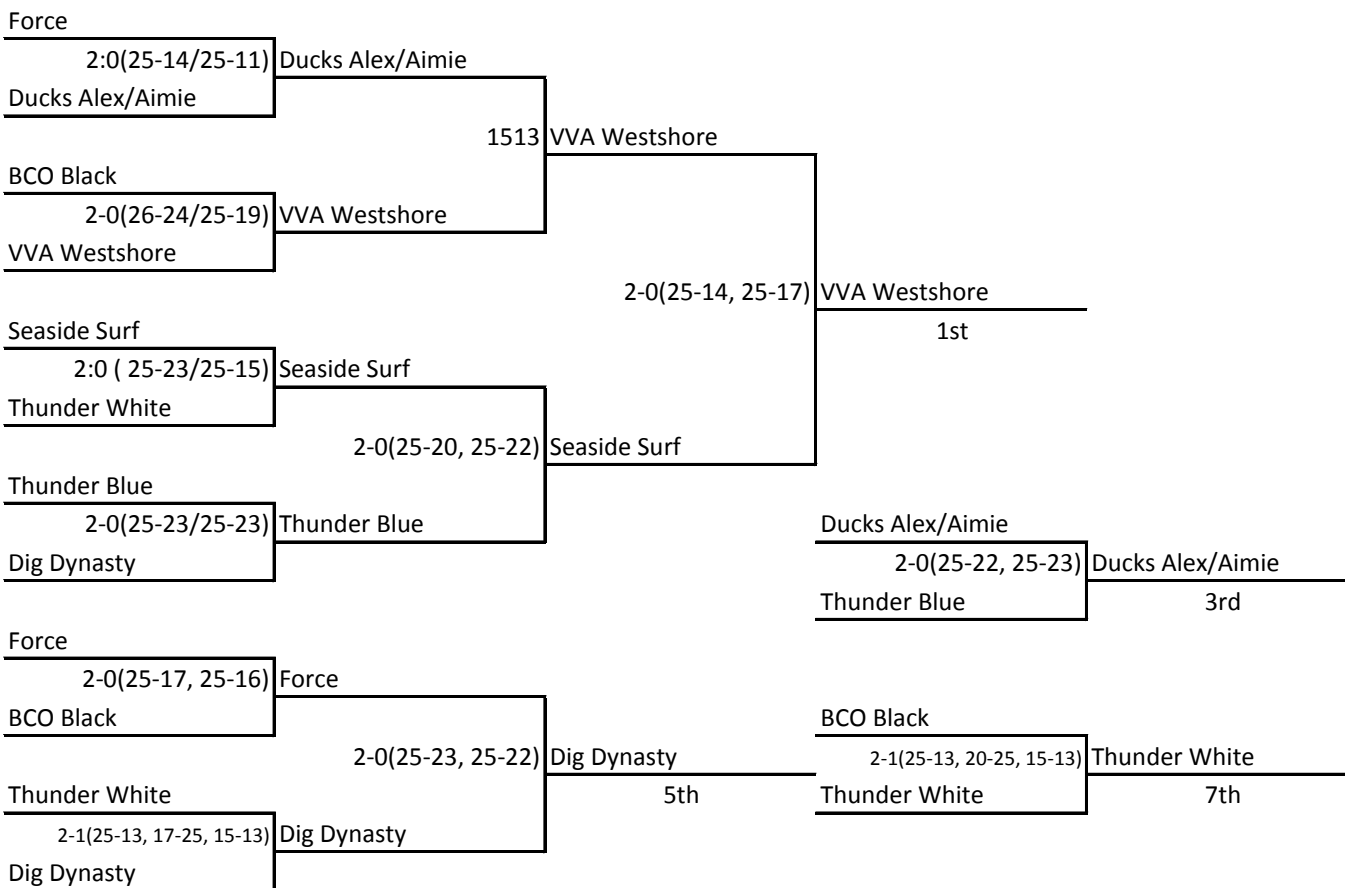 Force
2:0(25-14/25-11) Ducks Alex/Aimie
Ducks Alex/Aimie
1513 VVA Westshore
BCO Black
2-0(26-24/25-19) VVA Westshore
VVA Westshore
2-0(25-14, 25-17) VVA Westshore
Seaside Surf 1st
2:0 ( 25-23/25-15) Seaside Surf
Thunder White
2-0(25-20, 25-22) Seaside Surf
Thunder Blue
2-0(25-23/25-23) Thunder Blue Ducks Alex/Aimie
Dig Dynasty 2-0(25-22, 25-23) Ducks Alex/Aimie
Thunder Blue 3rd
Force
2-0(25-17, 25-16) Force
BCO Black BCO Black
2-0(25-23, 25-22) Dig Dynasty 2-1(25-13, 20-25, 15-13) Thunder White
Thunder White 5th Thunder White 7th
2-1(25-13, 17-25, 15-13) Dig Dynasty
Dig Dynasty